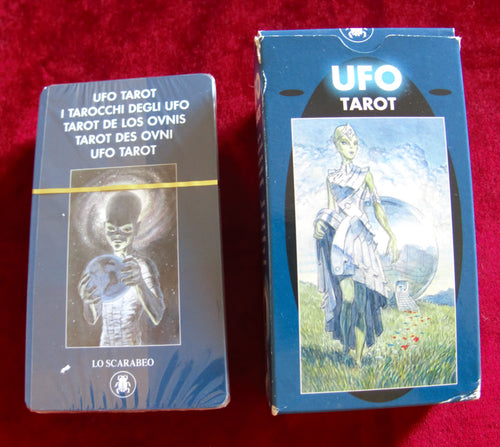 UFO TAROT
I TAROCCHI DEGLI UFO
TAROT DE LOS OVNIS
TAROT DES OVNI
UFO TAROT
LO SCARABEO
UFO
TAROT